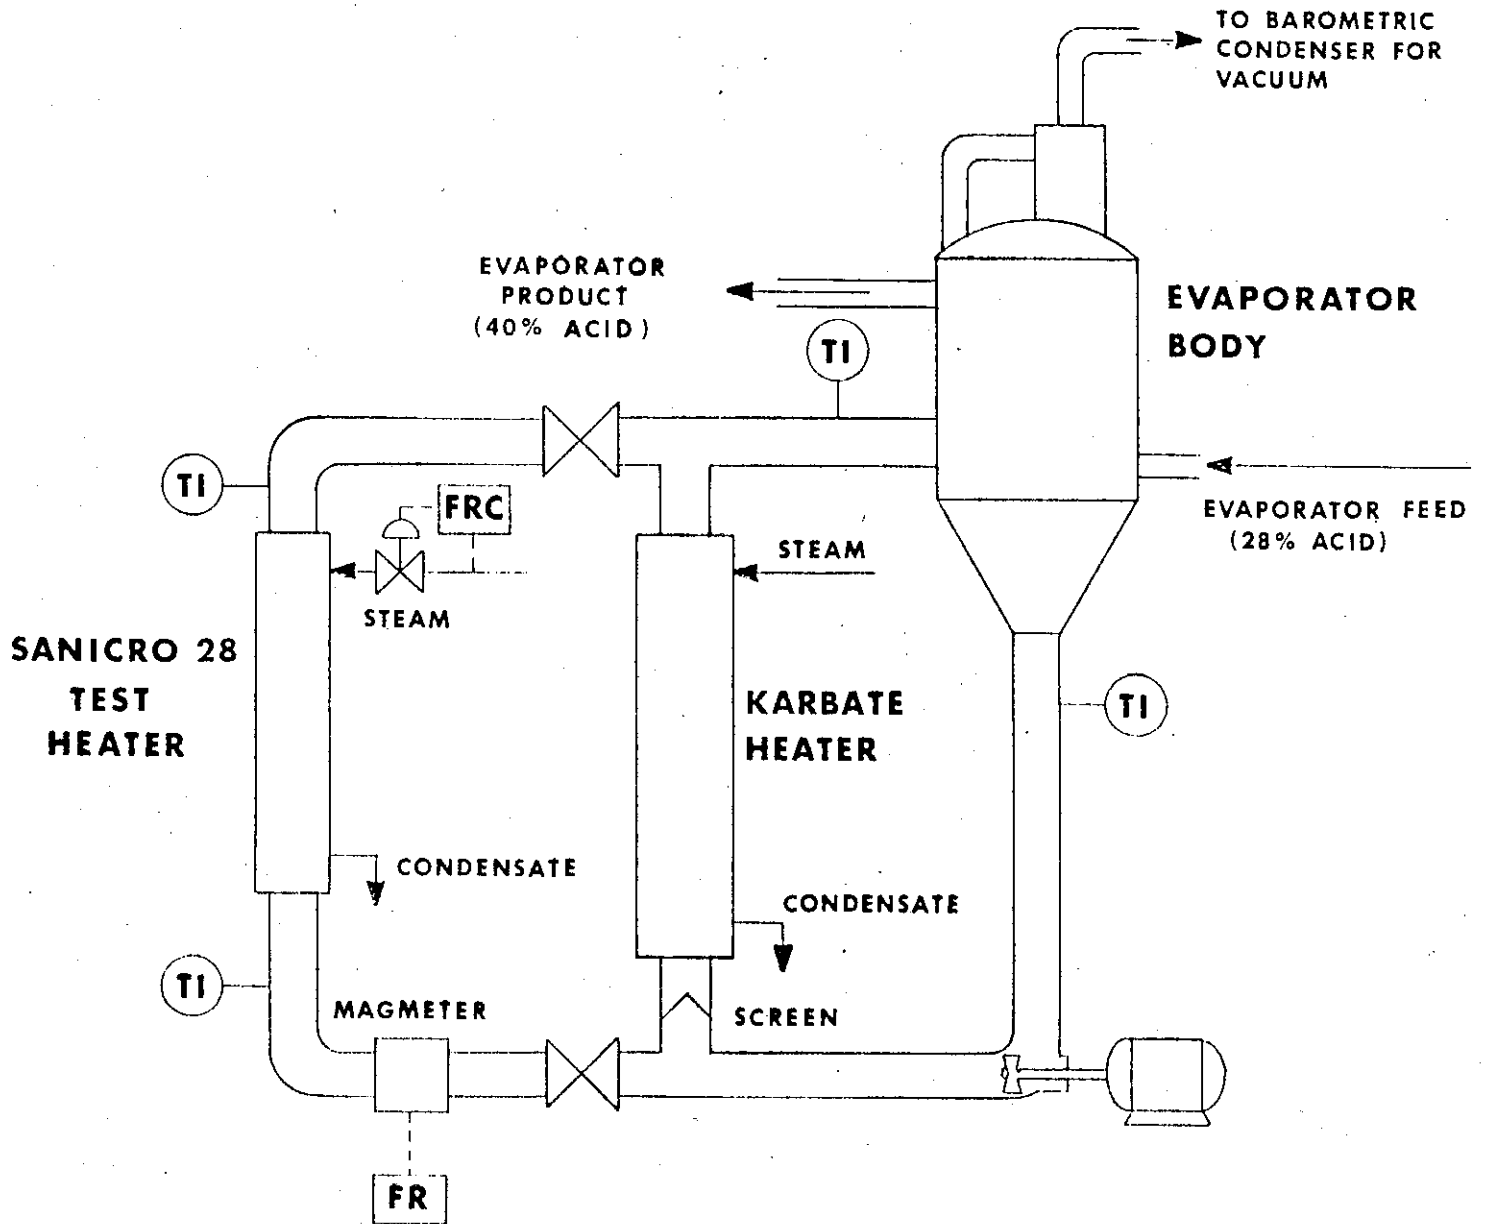 TO BAROMETRIC
CONDENSER FOR
VACUUM
EVAPORATOR
PRODUCT
(40% ACID)
EVAPORATOR
BODY
TI
TI
FRC
EVAPORATOR FEED
(28% ACID)
STEAM
STEAM
SANICRO 28
TEST
HEATER
KARBATE
HEATER
TI
CONDENSATE
CONDENSATE
TI
MAGMETER
SCREEN
FR